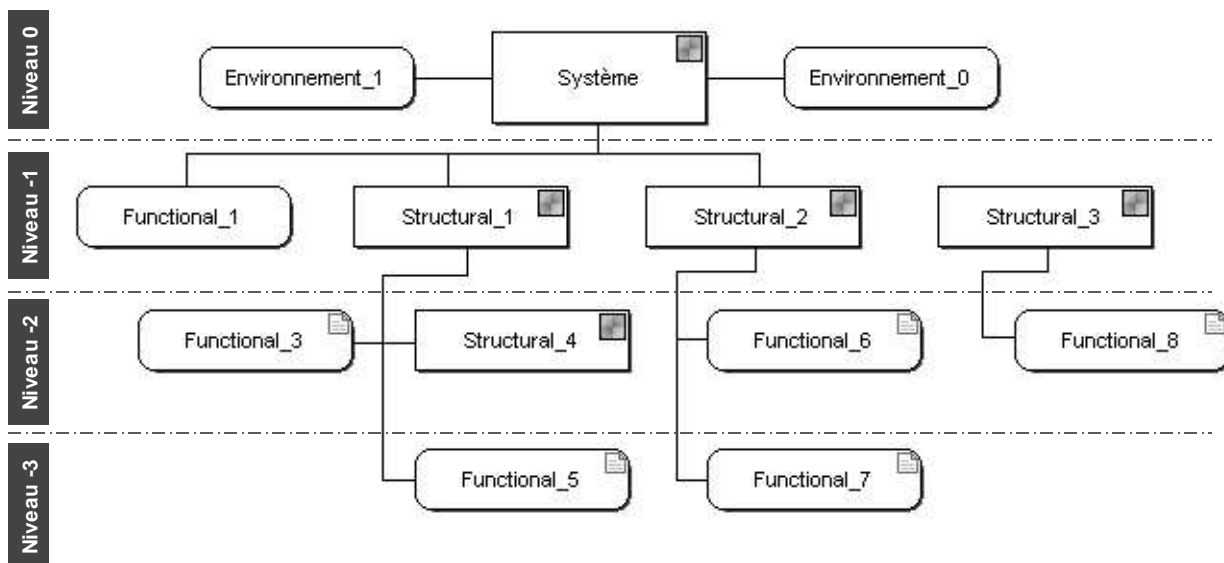 Niveau 0
Environnement_1
Système
Environnement_0
Niveau -1
Functional_1
Structural_1
Structural_2
Structural_3
Niveau -2
Functional_3
Structural_4
Functional_6
Functional_8
Niveau -3
Functional_5
Functional_7